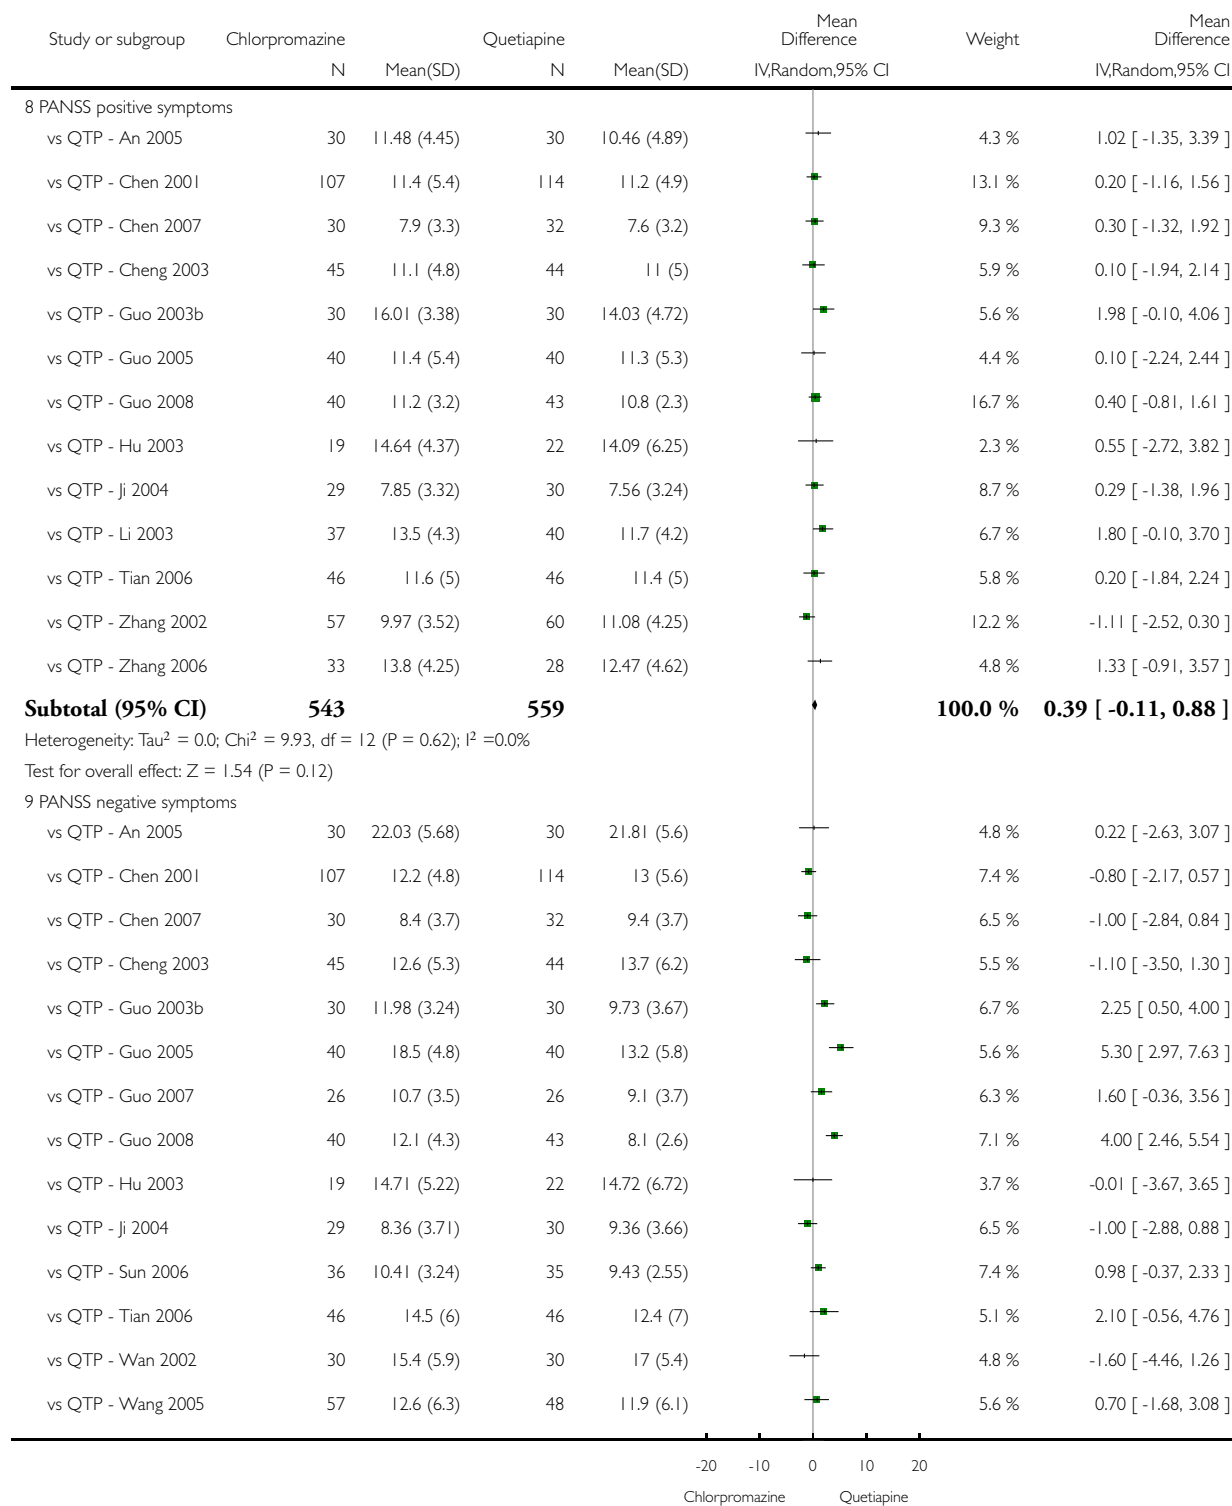 Study or subgroup Chlorpromazine Quetiapine Mean Difference Weight Mean Difference
N Mean(SD) N Mean(SD) IV,Random,95% CI IV,Random,95% CI
8 PANSS positive symptoms
vs QTP - An 2005 30 11.48 (4.45) 30 10.46 (4.89) 4.3 % 1.02 [ -1.35, 3.39 ]
vs QTP - Chen 2001 107 11.4 (5.4) 114 11.2 (4.9) 13.1 % 0.20 [ -1.16, 1.56 ]
vs QTP - Chen 2007 30 7.9 (3.3) 32 7.6 (3.2) 9.3 % 0.30 [ -1.32, 1.92 ]
vs QTP - Cheng 2003 45 11.1 (4.8) 44 11 (5) 5.9 % 0.10 [ -1.94, 2.14 ]
vs QTP - Guo 2003b 30 16.01 (3.38) 30 14.03 (4.72) 5.6 % 1.98 [ -0.10, 4.06 ]
vs QTP - Guo 2005 40 11.4 (5.4) 40 11.3 (5.3) 4.4 % 0.10 [ -2.24, 2.44 ]
vs QTP - Guo 2008 40 11.2 (3.2) 43 10.8 (2.3) 16.7 % 0.40 [ -0.81, 1.61 ]
vs QTP - Hu 2003 19 14.64 (4.37) 22 14.09 (6.25) 2.3 % 0.55 [ -2.72, 3.82 ]
vs QTP - Ji 2004 29 7.85 (3.32) 30 7.56 (3.24) 8.7 % 0.29 [ -1.38, 1.96 ]
vs QTP - Li 2003 37 13.5 (4.3) 40 11.7 (4.2) 6.7 % 1.80 [ -0.10, 3.70 ]
vs QTP - Tian 2006 46 11.6 (5) 46 11.4 (5) 5.8 % 0.20 [ -1.84, 2.24 ]
vs QTP - Zhang 2002 57 9.97 (3.52) 60 11.08 (4.25) 12.2 % -1.11 [ -2.52, 0.30 ]
vs QTP - Zhang 2006 33 13.8 (4.25) 28 12.47 (4.62) 4.8 % 1.33 [ -0.91, 3.57 ]
Subtotal (95% CI) 543 559 100.0 % 0.39 [ -0.11, 0.88 ]
Heterogeneity: Tau² = 0.0; Chi² = 9.93, df = 12 (P = 0.62); I² =0.0%
Test for overall effect: Z = 1.54 (P = 0.12)
9 PANSS negative symptoms
vs QTP - An 2005 30 22.03 (5.68) 30 21.81 (5.6) 4.8 % 0.22 [ -2.63, 3.07 ]
vs QTP - Chen 2001 107 12.2 (4.8) 114 13 (5.6) 7.4 % -0.80 [ -2.17, 0.57 ]
vs QTP - Chen 2007 30 8.4 (3.7) 32 9.4 (3.7) 6.5 % -1.00 [ -2.84, 0.84 ]
vs QTP - Cheng 2003 45 12.6 (5.3) 44 13.7 (6.2) 5.5 % -1.10 [ -3.50, 1.30 ]
vs QTP - Guo 2003b 30 11.98 (3.24) 30 9.73 (3.67) 6.7 % 2.25 [ 0.50, 4.00 ]
vs QTP - Guo 2005 40 18.5 (4.8) 40 13.2 (5.8) 5.6 % 5.30 [ 2.97, 7.63 ]
vs QTP - Guo 2007 26 10.7 (3.5) 26 9.1 (3.7) 6.3 % 1.60 [ -0.36, 3.56 ]
vs QTP - Guo 2008 40 12.1 (4.3) 43 8.1 (2.6) 7.1 % 4.00 [ 2.46, 5.54 ]
vs QTP - Hu 2003 19 14.71 (5.22) 22 14.72 (6.72) 3.7 % -0.01 [ -3.67, 3.65 ]
vs QTP - Ji 2004 29 8.36 (3.71) 30 9.36 (3.66) 6.5 % -1.00 [ -2.88, 0.88 ]
vs QTP - Sun 2006 36 10.41 (3.24) 35 9.43 (2.55) 7.4 % 0.98 [ -0.37, 2.33 ]
vs QTP - Tian 2006 46 14.5 (6) 46 12.4 (7) 5.1 % 2.10 [ -0.56, 4.76 ]
vs QTP - Wan 2002 30 15.4 (5.9) 30 17 (5.4) 4.8 % -1.60 [ -4.46, 1.26 ]
vs QTP - Wang 2005 57 12.6 (6.3) 48 11.9 (6.1) 5.6 % 0.70 [ -1.68, 3.08 ]
-20 -10 0 10 20
Chlorpromazine Quetiapine